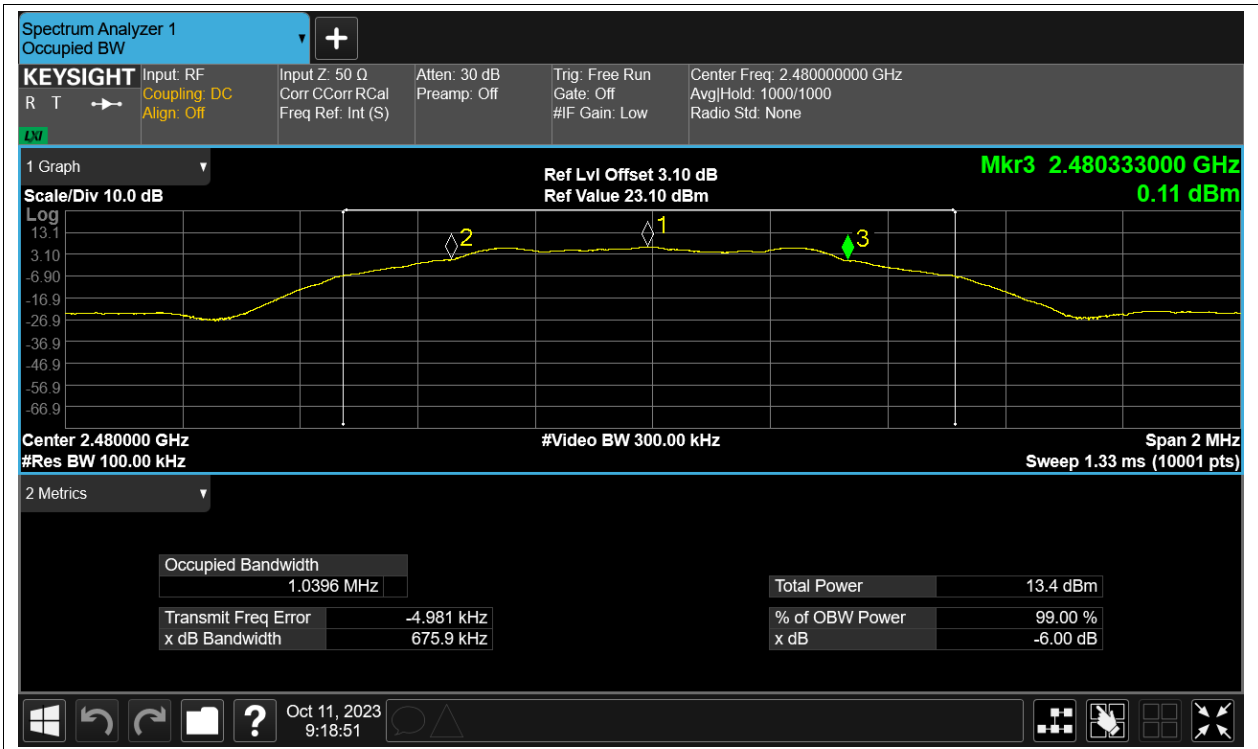 Spectrum Analyzer 1
Occupied BW
KEYSIGHT
R T
LXI
Input: RF
Coupling: DC
Align: Off
Input Z: 50 Ω
Corr CCorr RCal
Freq Ref: Int (S)
Atten: 30 dB
Preamp: Off
Trig: Free Run
Gate: Off
#IF Gain: Low
Center Freq: 2.480000000 GHz
Avg|Hold: 1000/1000
Radio Std: None
1 Graph
Scale/Div 10.0 dB
Ref Lvl Offset 3.10 dB
Ref Value 23.10 dBm
Mkr3 2.480333000 GHz
0.11 dBm
Log
13.1
3.10
-6.90
-16.9
-26.9
-36.9
-46.9
-56.9
-66.9
2
1
3
Center 2.480000 GHz
#Res BW 100.00 kHz
#Video BW 300.00 kHz
Span 2 MHz
Sweep 1.33 ms (10001 pts)
2 Metrics
Occupied Bandwidth
1.0396 MHz
Transmit Freq Error -4.981 kHz
x dB Bandwidth 675.9 kHz
Total Power 13.4 dBm
% of OBW Power 99.00 %
x dB -6.00 dB
?
Oct 11, 2023
9:18:51